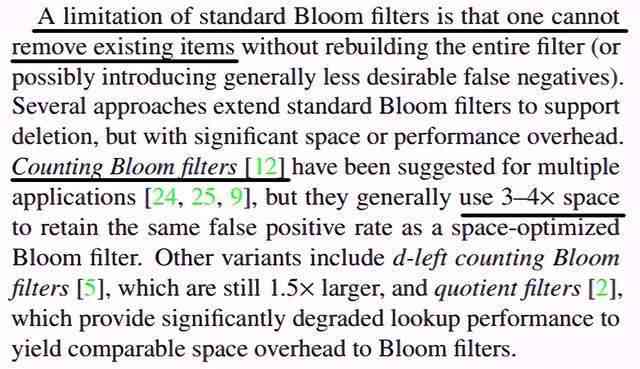 A limitation of standard Bloom filters is that one cannot
remove existing items without rebuilding the entire filter (or
possibly introducing generally less desirable false negatives).
Several approaches extend standard Bloom filters to support
deletion, but with significant space or performance overhead.
Counting Bloom filters [12] have been suggested for multiple
applications [24, 25, 9], but they generally use 3–4× space
to retain the same false positive rate as a space-optimized
Bloom filter. Other variants include d-left counting Bloom
filters [5], which are still 1.5× larger, and quotient filters [2],
which provide significantly degraded lookup performance to
yield comparable space overhead to Bloom filters.